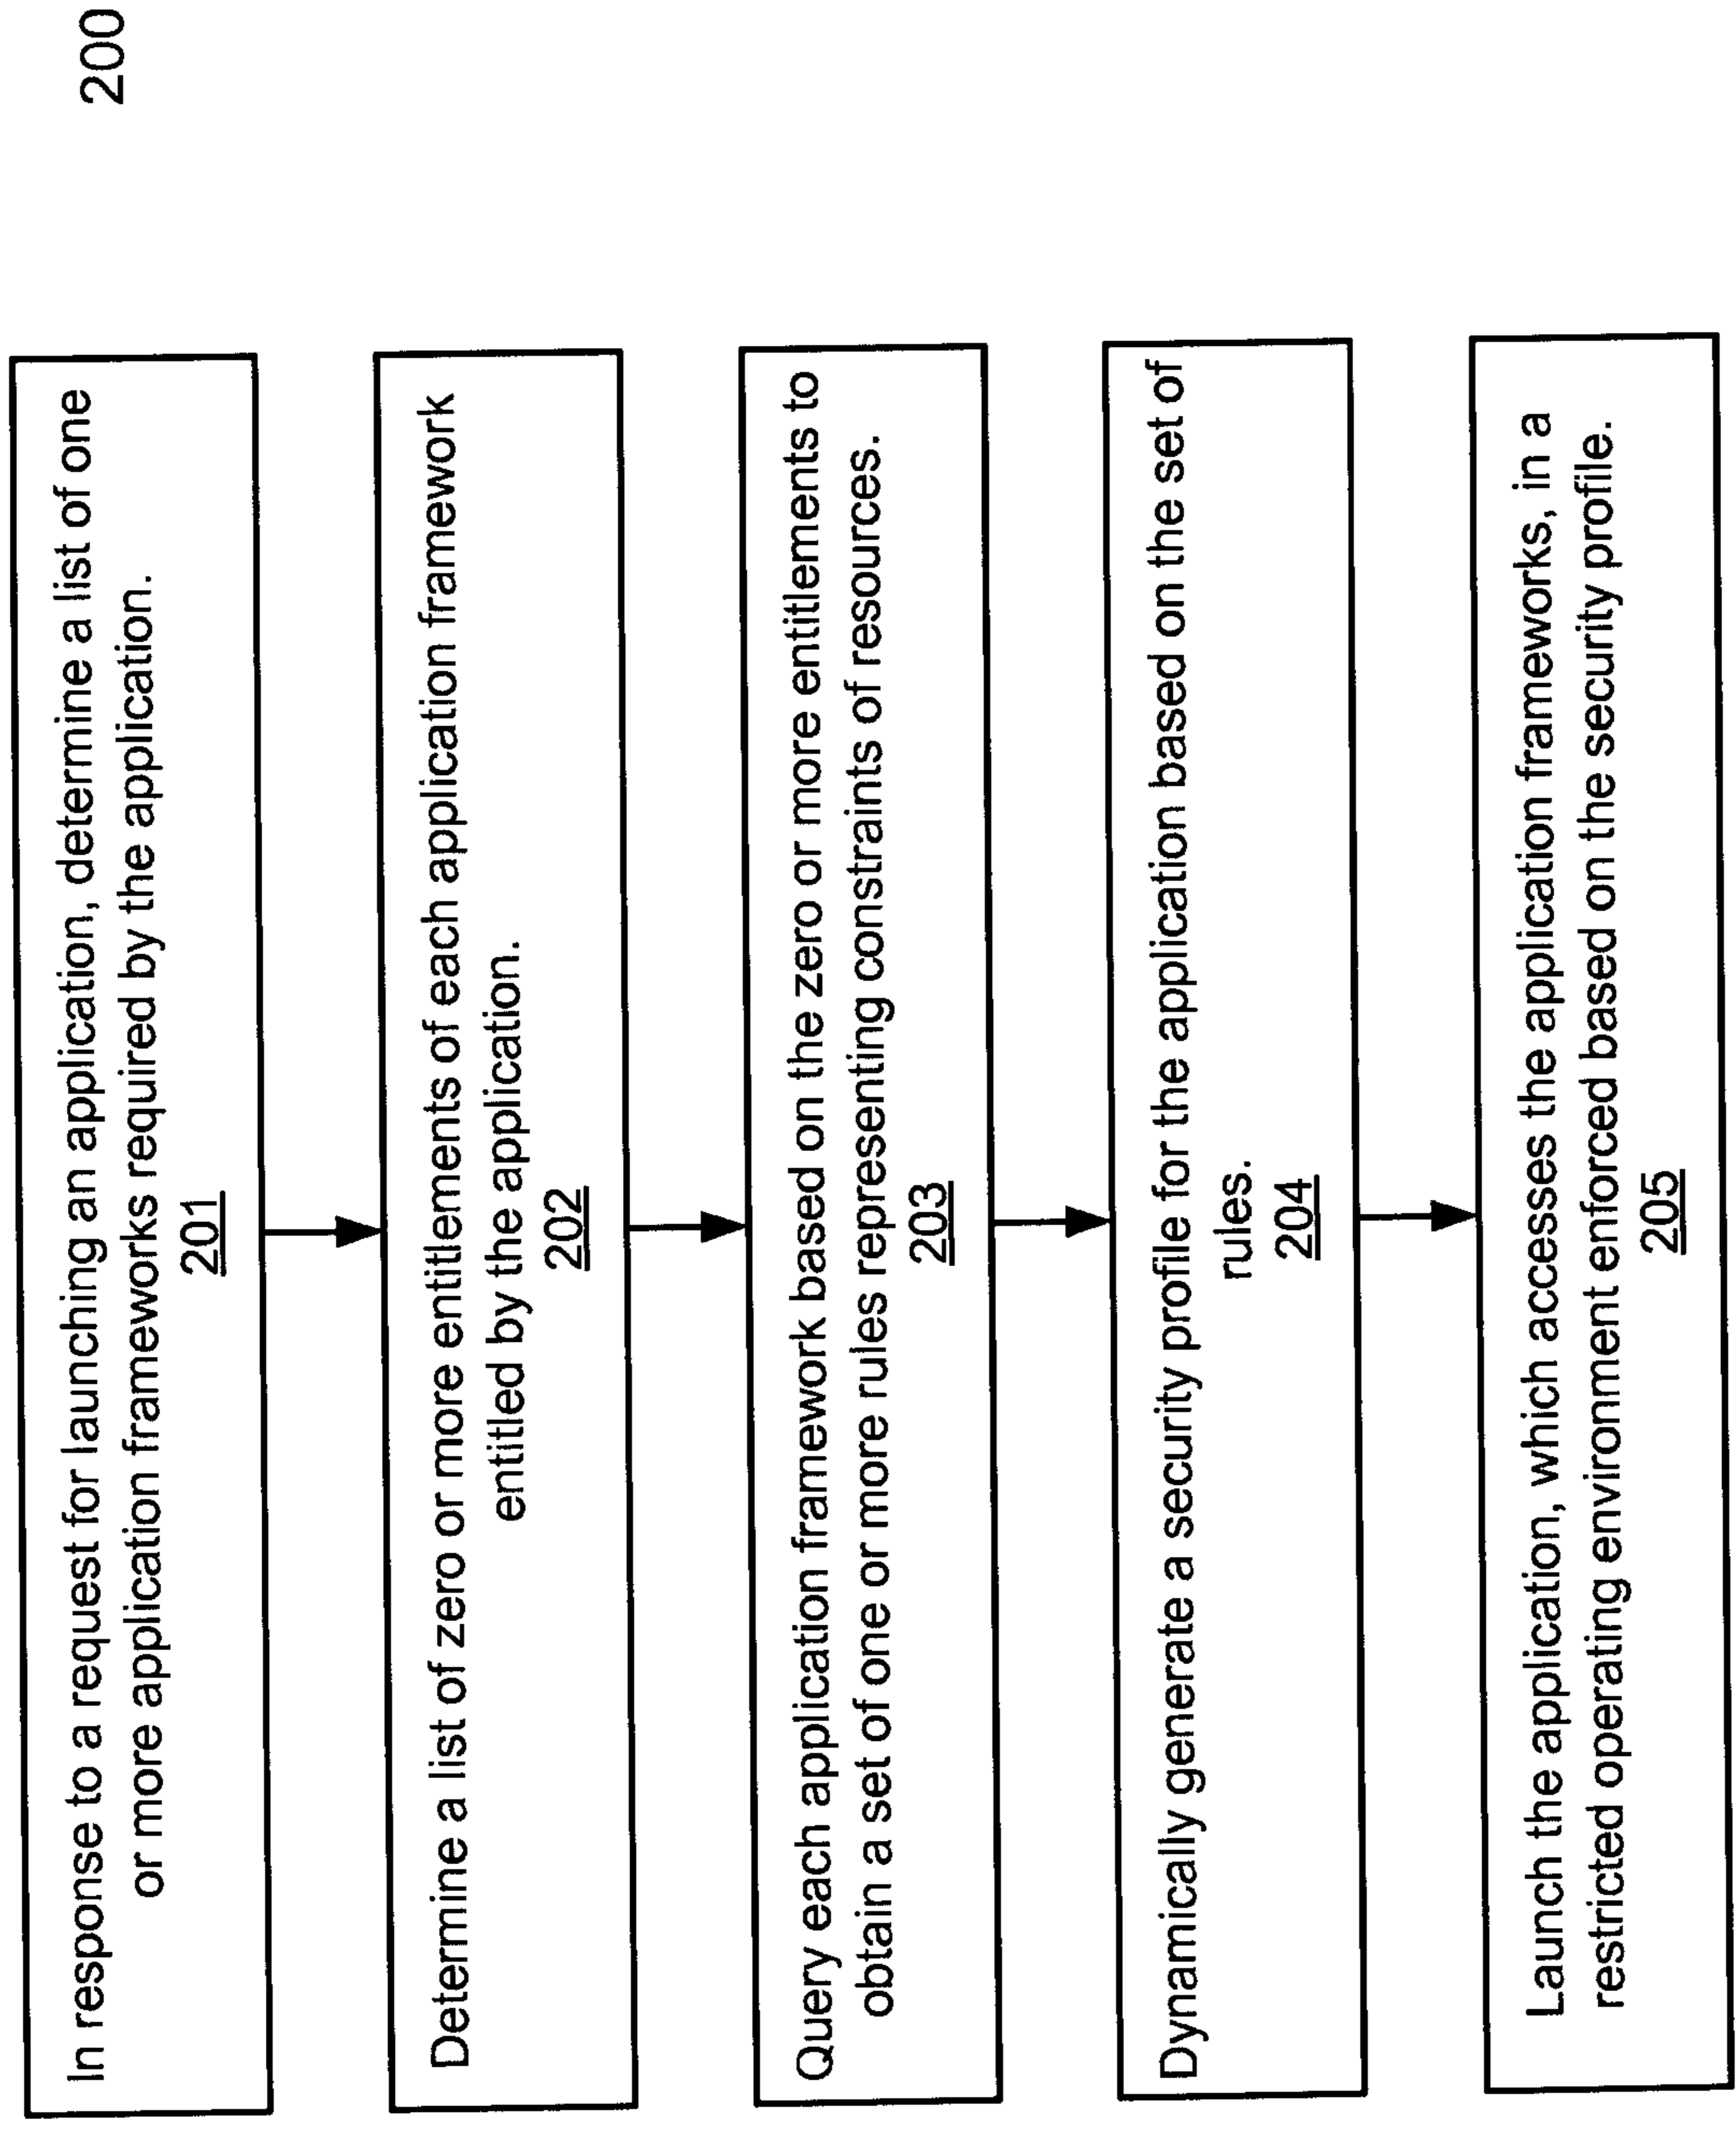 200
In response to a request for launching an application, determine a list of one
or more application frameworks required by the application.
201
Determine a list of zero or more entitlements of each application framework
entitled by the application.
202
Query each application framework based on the zero or more entitlements to
obtain a set of one or more rules representing constraints of resources.
203
Dynamically generate a security profile for the application based on the set of
rules.
204
Launch the application, which accesses the application frameworks, in a
restricted operating environment enforced based on the security profile.
205